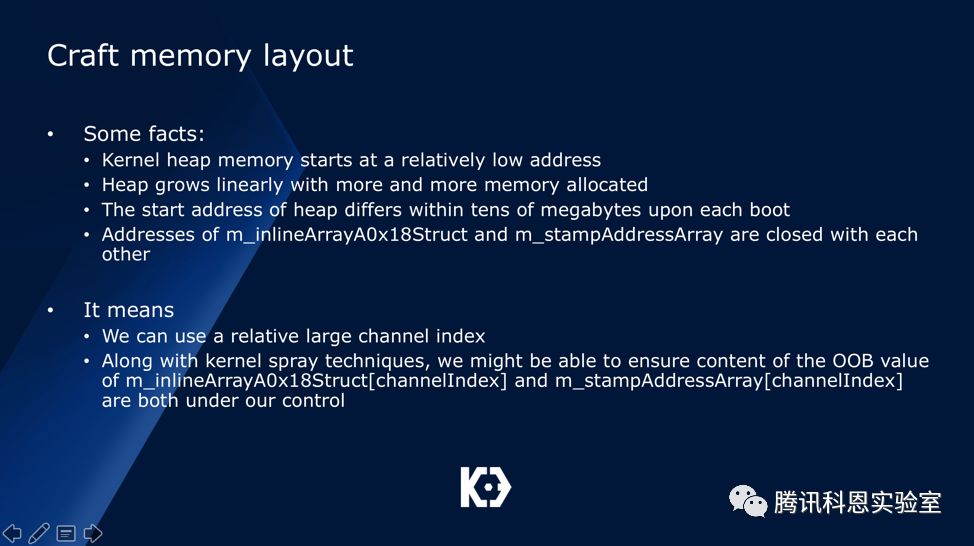 Craft memory layout
• Some facts:
• Kernel heap memory starts at a relatively low address
• Heap grows linearly with more and more memory allocated
• The start address of heap differs within tens of megabytes upon each boot
• Addresses of m_inlineArrayA0x18Struct and m_stampAddressArray are closed with each
other
• It means
• We can use a relative large channel index
• Along with kernel spray techniques, we might be able to ensure content of the OOB value
of m_inlineArrayA0x18Struct[channelIndex] and m_stampAddressArray[channelIndex]
are both under our control
腾讯科恩实验室